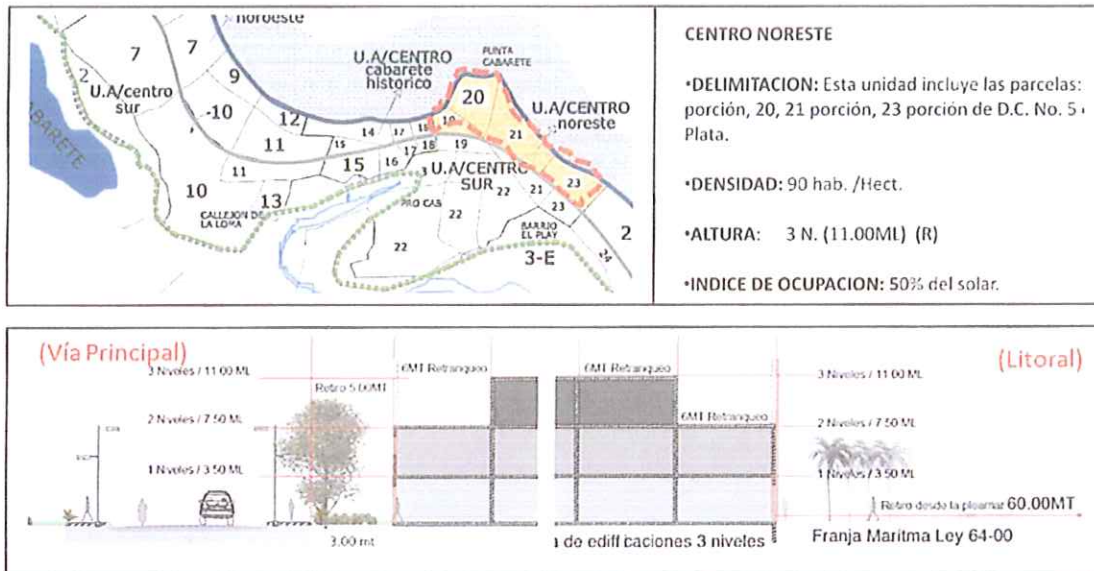 noroeste
7
7
2
U.A/centro
sur
9
-10
12
11
11
10
13
CALLEJON DE
LA LOMA
U.A/CENTRO
cabarete
historico
PUNTA
CABARETE
20
U.A/CENTRO
noreste
14
17
18
19
21
15
15
16
17
18
19
U.A/CENTRO
SUR
3
PRO CAB
22
22
22
21
23
23
BARRIO
EL PLAY
3-E
2
24
CENTRO NORESTE
•DELIMITACION: Esta unidad incluye las parcelas:
porción, 20, 21 porción, 23 porción de D.C. No. 5
Plata.
•DENSIDAD: 90 hab. /Hect.
•ALTURA: 3 N. (11.00ML) (R)
•INDICE DE OCUPACION: 50% del solar.
(Vía Principal)
(Litoral)
3 Niveles / 11.00 ML
6MT Retranqueo
6MT Retranqueo
3 Niveles / 11.00 ML
Retiro 5.00MT
6MT Retranqueo
2 Niveles / 7.50 ML
2 Niveles / 7.50 ML
1 Niveles / 3.50 ML
1 Niveles / 3.50 ML
Retiro desde la pleamar 60.00MT
3.00 mt.
de edificaciones 3 niveles
Franja Maritma Ley 64-00